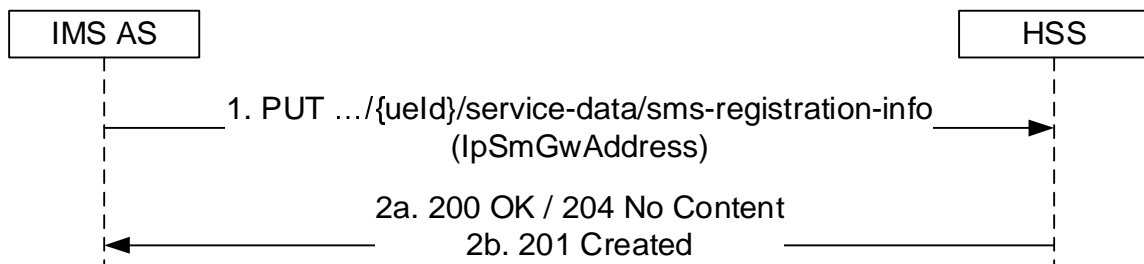 IMS AS
HSS
1. PUT …/{ueId}/service-data/sms-registration-info
(IpSmGwAddress)
2a. 200 OK / 204 No Content
2b. 201 Created